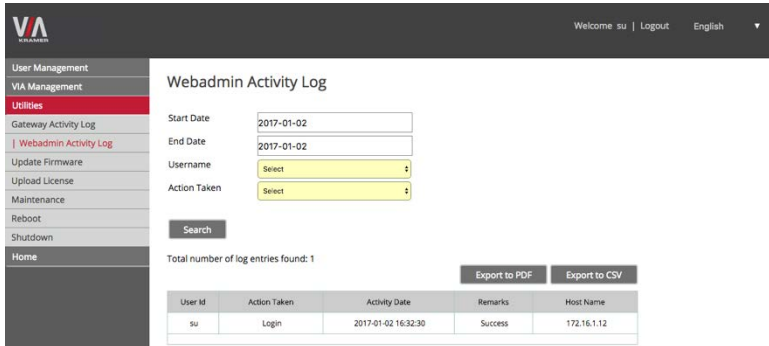 VIA
KRAMER
Welcome su | Logout English
User Management
VIA Management
Utilities
Gateway Activity Log
| Webadmin Activity Log
Update Firmware
Upload License
Maintenance
Reboot
Shutdown
Home
Webadmin Activity Log
Start Date 2017-01-02
End Date 2017-01-02
Username Select
Action Taken Select
Search
Total number of log entries found: 1
Export to PDF Export to CSV
User Id Action Taken Activity Date Remarks Host Name
su Login 2017-01-02 16:32:30 Success 172.16.1.12